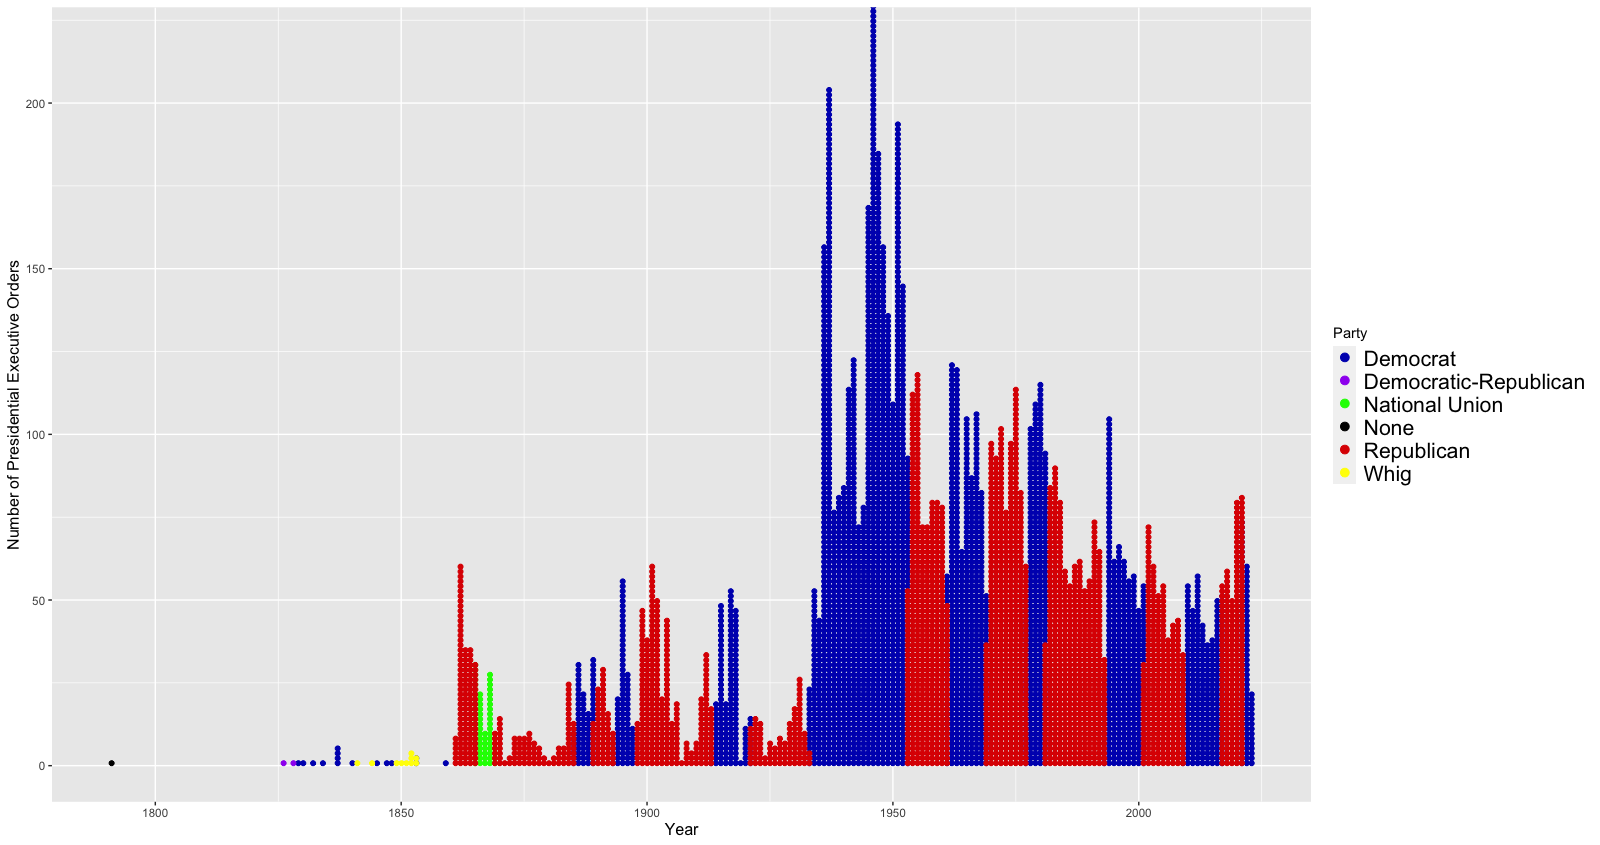 200
150
100
50
0
Number of Presidential Executive Orders
1800
1850
1900
1950
2000
Year
Party
Democrat
Democratic-Republican
National Union
None
Republican
Whig